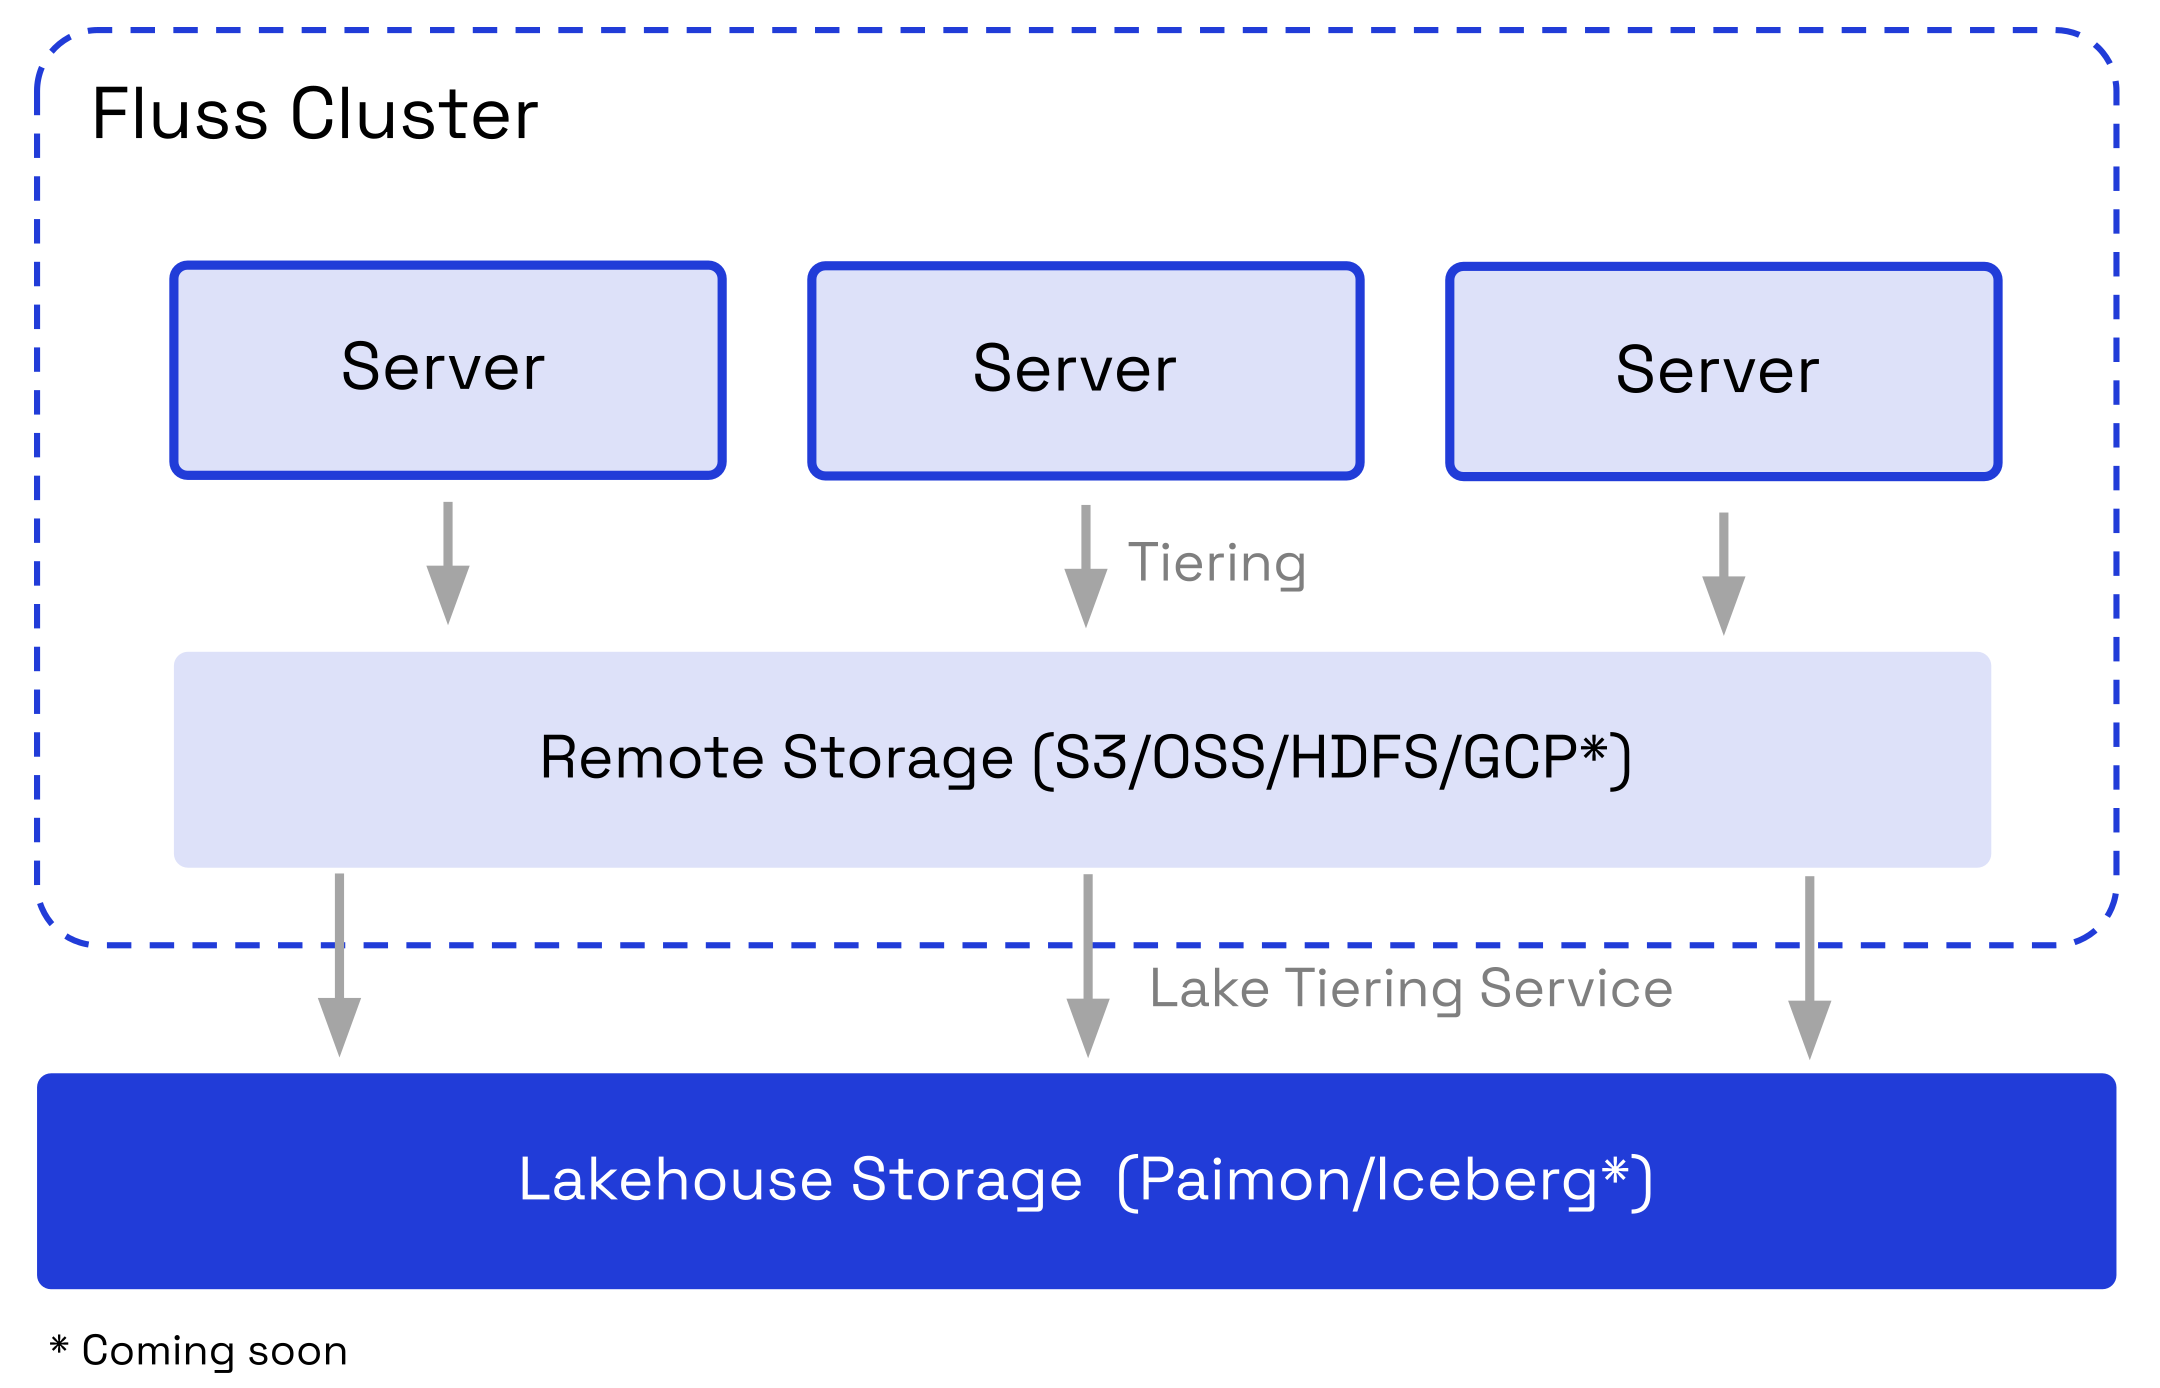 Fluss Cluster
Server
Server
Server
Tiering
Remote Storage (S3/OSS/HDFS/GCP*)
Lake Tiering Service
Lakehouse Storage (Paimon/Iceberg*)
* Coming soon